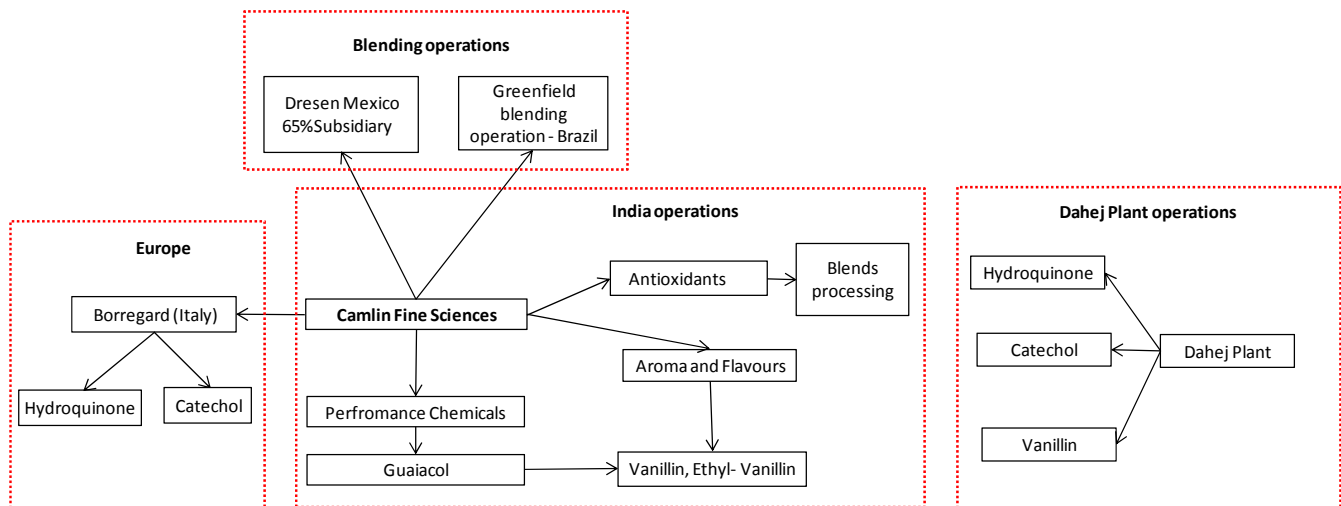 Blending operations
Dresen Mexico
65%Subsidiary
Greenfield
blending
operation - Brazil
Europe
Borregard (Italy)
Hydroquinone
Catechol
India operations
Camlin Fine Sciences
Antioxidants
Blends
processing
Aroma and Flavours
Perfromance Chemicals
Guaiacol
Vanillin, Ethyl- Vanillin
Dahej Plant operations
Hydroquinone
Catechol
Dahej Plant
Vanillin